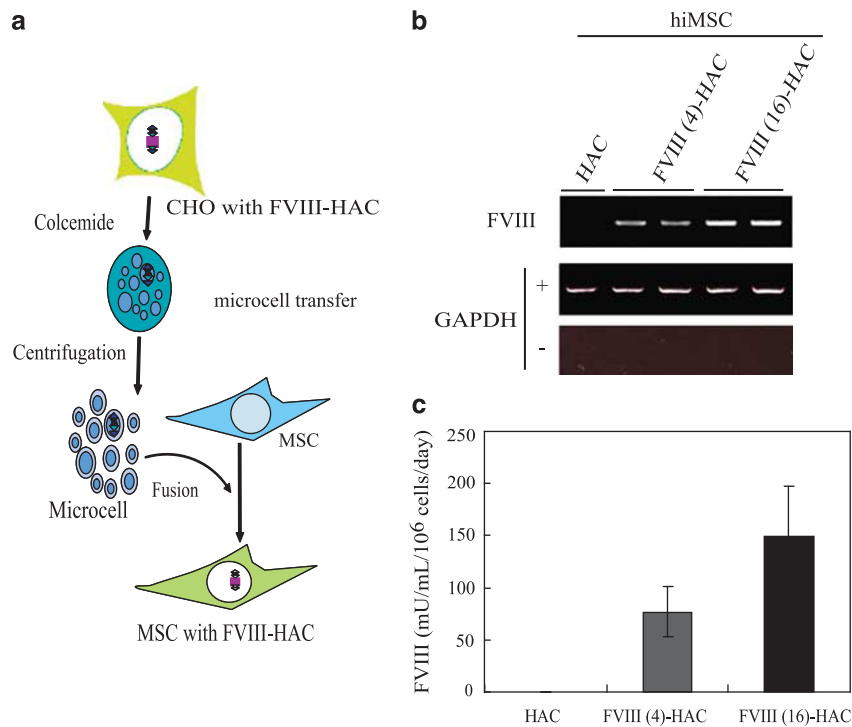 a
CHO with FVIII-HAC
Colcemide
microcell transfer
Centrifugation
MSC
Fusion
Microcell
MSC with FVIII-HAC
b
hiMSC
HAC
FVIII (4)-HAC
FVIII (16)-HAC
FVIII
+
GAPDH
-
c
FVIII (mU/mL/10⁶ cells/day)
250
200
150
100
50
0
HAC
FVIII (4)-HAC
FVIII (16)-HAC